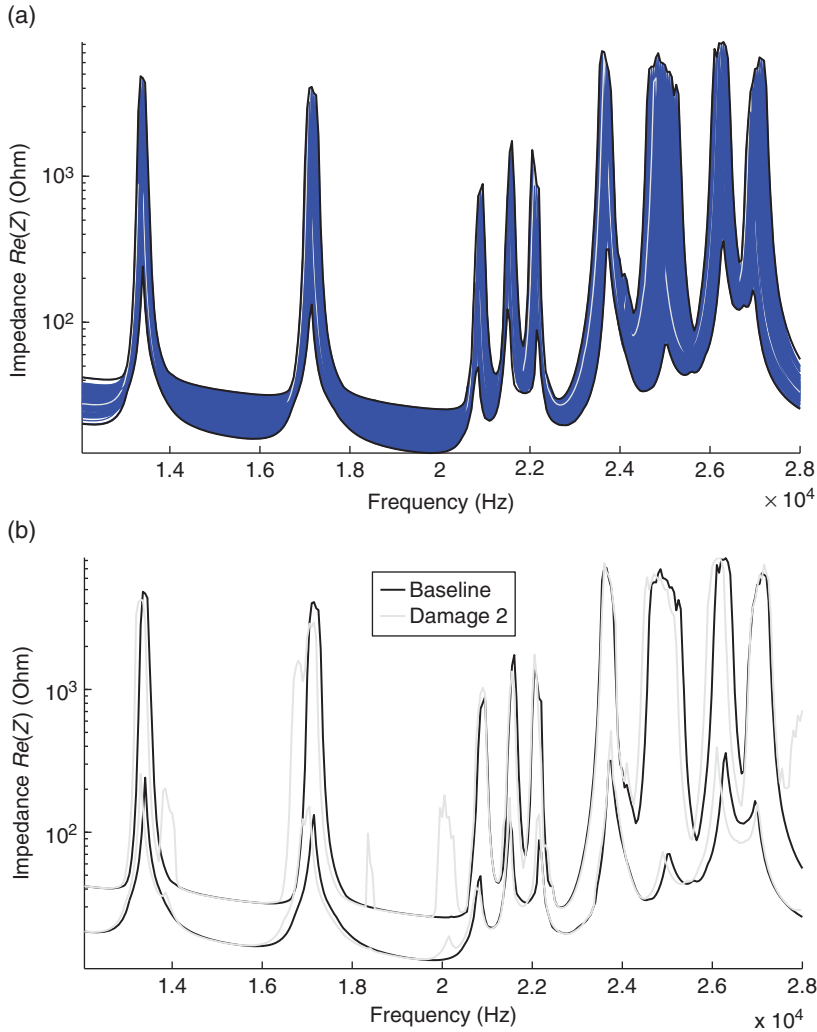 (a)
Impedance Re(Z) (Ohm)
10³
10²
1.4 1.6 1.8 2 2.2 2.4 2.6 2.8
Frequency (Hz)
× 10⁴
(b)
Baseline
Damage 2
Impedance Re(Z) (Ohm)
10³
10²
1.4 1.6 1.8 2 2.2 2.4 2.6 2.8
Frequency (Hz)
x 10⁴